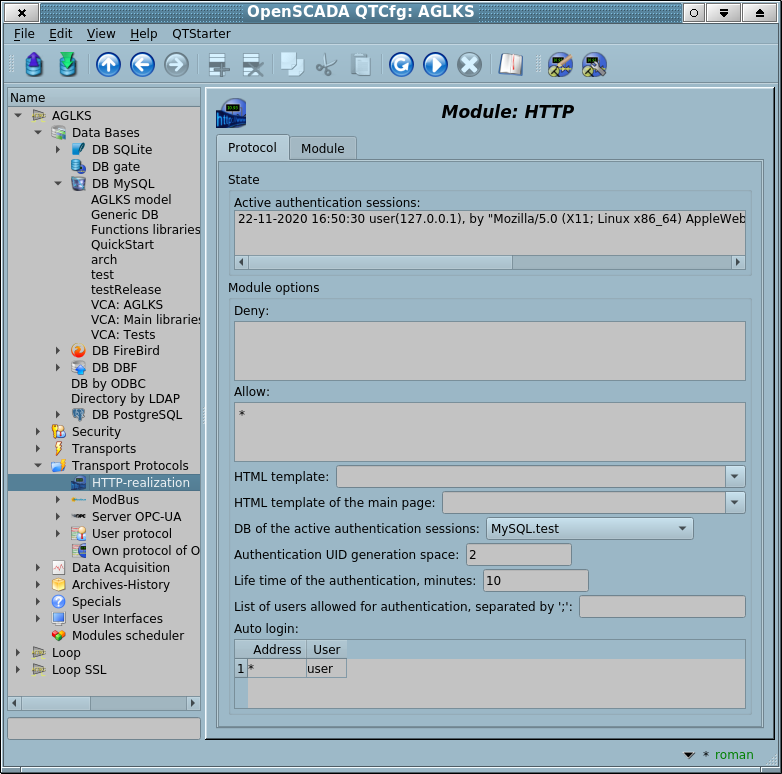 OpenSCADA QTCfg: AGLKS
File Edit View Help QTStarter
Name
AGLKS
Data Bases
DB SQLite
DB gate
DB MySQL
AGLKS model
Generic DB
Functions libraries
QuickStart
arch
test
testRelease
VCA: AGLKS
VCA: Main libraries
VCA: Tests
DB FireBird
DB DBF
DB by ODBC
Directory by LDAP
DB PostgreSQL
Security
Transports
Transport Protocols
HTTP-realization
ModBus
Server OPC-UA
User protocol
Own protocol of O
Data Acquisition
Archives-History
Specials
User Interfaces
Modules scheduler
Loop
Loop SSL
Module: HTTP
Protocol Module
State
Active authentication sessions:
22-11-2020 16:50:30 user(127.0.0.1), by "Mozilla/5.0 (X11; Linux x86_64) AppleWeb
Module options
Deny:
Allow:
*
HTML template:
HTML template of the main page:
DB of the active authentication sessions: MySQL.test
Authentication UID generation space: 2
Life time of the authentication, minutes: 10
List of users allowed for authentication, separated by ';':
Auto login:
Address User
1 * user
* roman